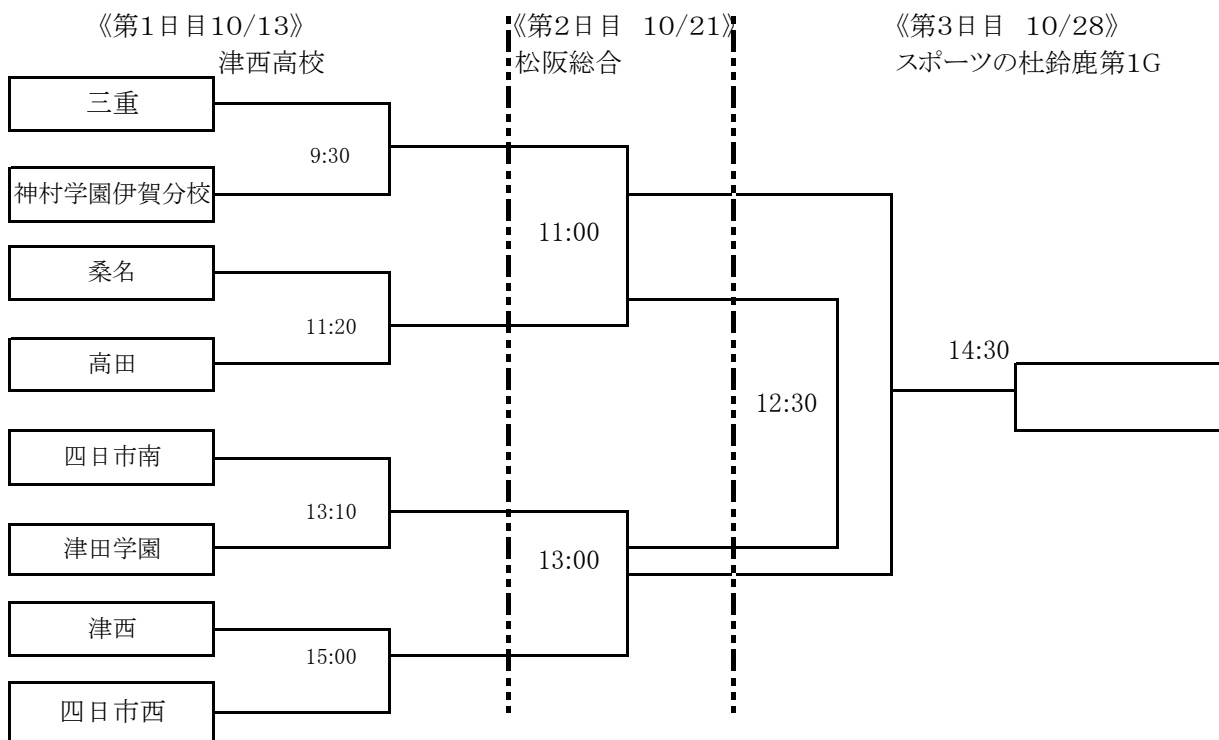 《第1日目10/13》
津西高校
《第2日目 10/21》
松阪総合
《第3日目 10/28》
スポーツの杜鈴鹿第1G
三重
9:30
神村学園伊賀分校
11:00
桑名
11:20
高田
14:30
12:30
四日市南
13:10
津田学園
13:00
津西
15:00
四日市西